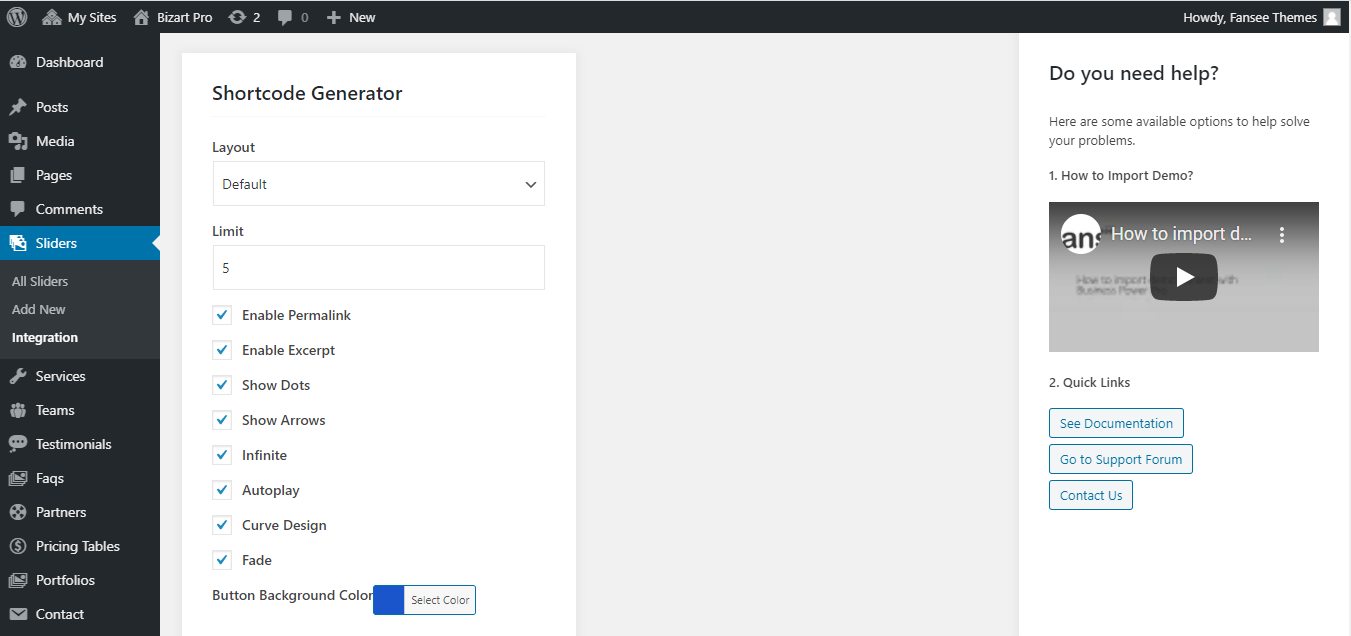 My Sites
Bizart Pro
2
0
New
Howdy, Fansee Themes
Dashboard
Posts
Media
Pages
Comments
Sliders
All Sliders
Add New
Integration
Services
Teams
Testimonials
Faqs
Partners
Pricing Tables
Portfolios
Contact
Shortcode Generator
Layout
Default
Limit
5
Enable Permalink
Enable Excerpt
Show Dots
Show Arrows
Infinite
Autoplay
Curve Design
Fade
Button Background Color
Select Color
Do you need help?
Here are some available options to help solve
your problems.
1. How to Import Demo?
ans
How to import d...
How to import with
Business Power
2. Quick Links
See Documentation
Go to Support Forum
Contact Us